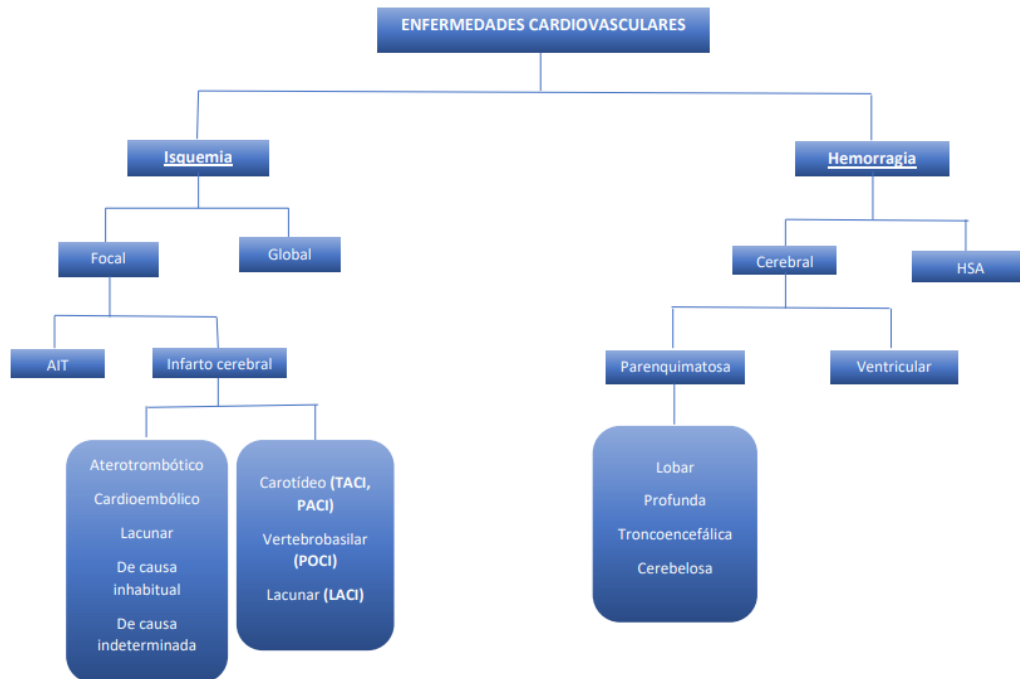 ENFERMEDADES CARDIOVASCULARES
Isquemia
Hemorragia
Focal
Global
Cerebral
HSA
AIT
Infarto cerebral
Parenquimatosa
Ventricular
Aterotrombótico
Cardioembólico
Lacunar
De causa
inhabitual
De causa
indeterminada
Carotídeo (TACI,
PACI)
Vertebrobasilar
(POCI)
Lacunar (LACI)
Lobar
Profunda
Troncoencefálica
Cerebelosa